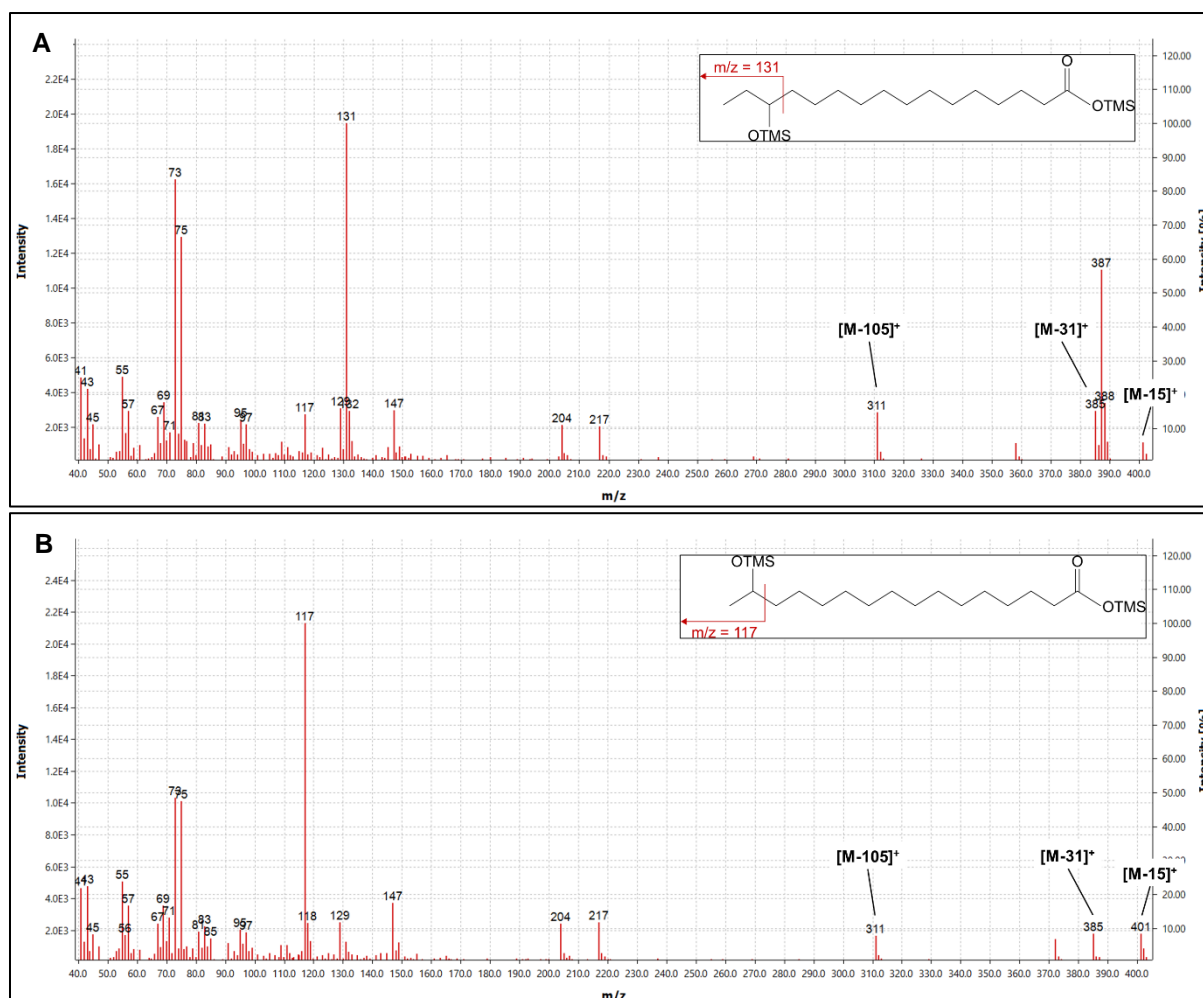 A
m/z = 131
O
OTMS
OTMS
2.2E4
2.0E4
1.8E4
1.6E4
1.4E4
1.2E4
1.0E4
8.0E3
6.0E3
4.0E3
2.0E3
Intensity
120.00
110.00
100.00
90.00
80.00
70.00
60.00
50.00
40.00
30.00
20.00
10.00
Intensity [%]
41
43
45
55
57
67
69
71
73
75
81
83
95
97
117
129
131
132
147
204
217
[M-105]⁺
311
[M-31]⁺
385
387
388
[M-15]⁺
40.0 50.0 60.0 70.0 80.0 90.0 100.0 110.0 120.0 130.0 140.0 150.0 160.0 170.0 180.0 190.0 200.0 210.0 220.0 230.0 240.0 250.0 260.0 270.0 280.0 290.0 300.0 310.0 320.0 330.0 340.0 350.0 360.0 370.0 380.0 390.0 400.0
m/z
B
OTMS
O
OTMS
m/z = 117
2.4E4
2.2E4
2.0E4
1.8E4
1.6E4
1.4E4
1.2E4
1.0E4
8.0E3
6.0E3
4.0E3
2.0E3
Intensity
120.00
110.00
100.00
90.00
80.00
70.00
60.00
50.00
40.00
30.00
20.00
10.00
41
43
45
55
56
57
67
69
71
73
75
81
83
85
95
97
117
118
129
147
204
217
[M-105]⁺
311
[M-31]⁺
385
[M-15]⁺
401
40.0 50.0 60.0 70.0 80.0 90.0 100.0 110.0 120.0 130.0 140.0 150.0 160.0 170.0 180.0 190.0 200.0 210.0 220.0 230.0 240.0 250.0 260.0 270.0 280.0 290.0 300.0 310.0 320.0 330.0 340.0 350.0 360.0 370.0 380.0 390.0 400.0
m/z